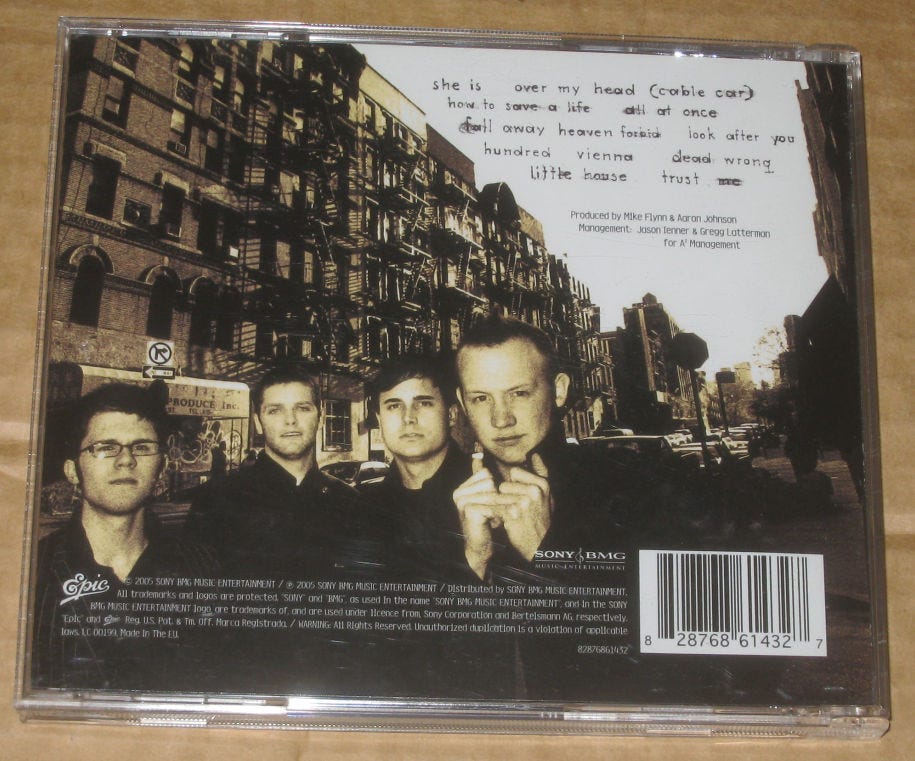 she is over my head (cable car)
how to save a life all at once
fall away heaven forbid look after you
hundred vienna dead wrong
little house trust me
Produced by Mike Flynn & Aaron Johnson
Management: Jason Ienner & Gregg Latterman
for A² Management
PRODUCE Inc.
SONY BMG
MUSIC ENTERTAINMENT
Epic
© 2005 SONY BMG MUSIC ENTERTAINMENT / ℗ 2005 SONY BMG MUSIC ENTERTAINMENT / Distributed by SONY BMG MUSIC ENTERTAINMENT.
All trademarks and logos are protected. "SONY" and "BMG", as used in the name "SONY BMG MUSIC ENTERTAINMENT", and in the SONY
BMG MUSIC ENTERTAINMENT logo, are trademarks of, and are used under licence from, Sony Corporation and Bertelsmann AG, respectively.
"Epic" and Epic Reg. U.S. Pat. & Tm. Off. Marca Registrada. / WARNING: All Rights Reserved. Unauthorized duplication is a violation of applicable
laws. LC 00199. Made In The EU.
82876861432
8 28768 61432 7